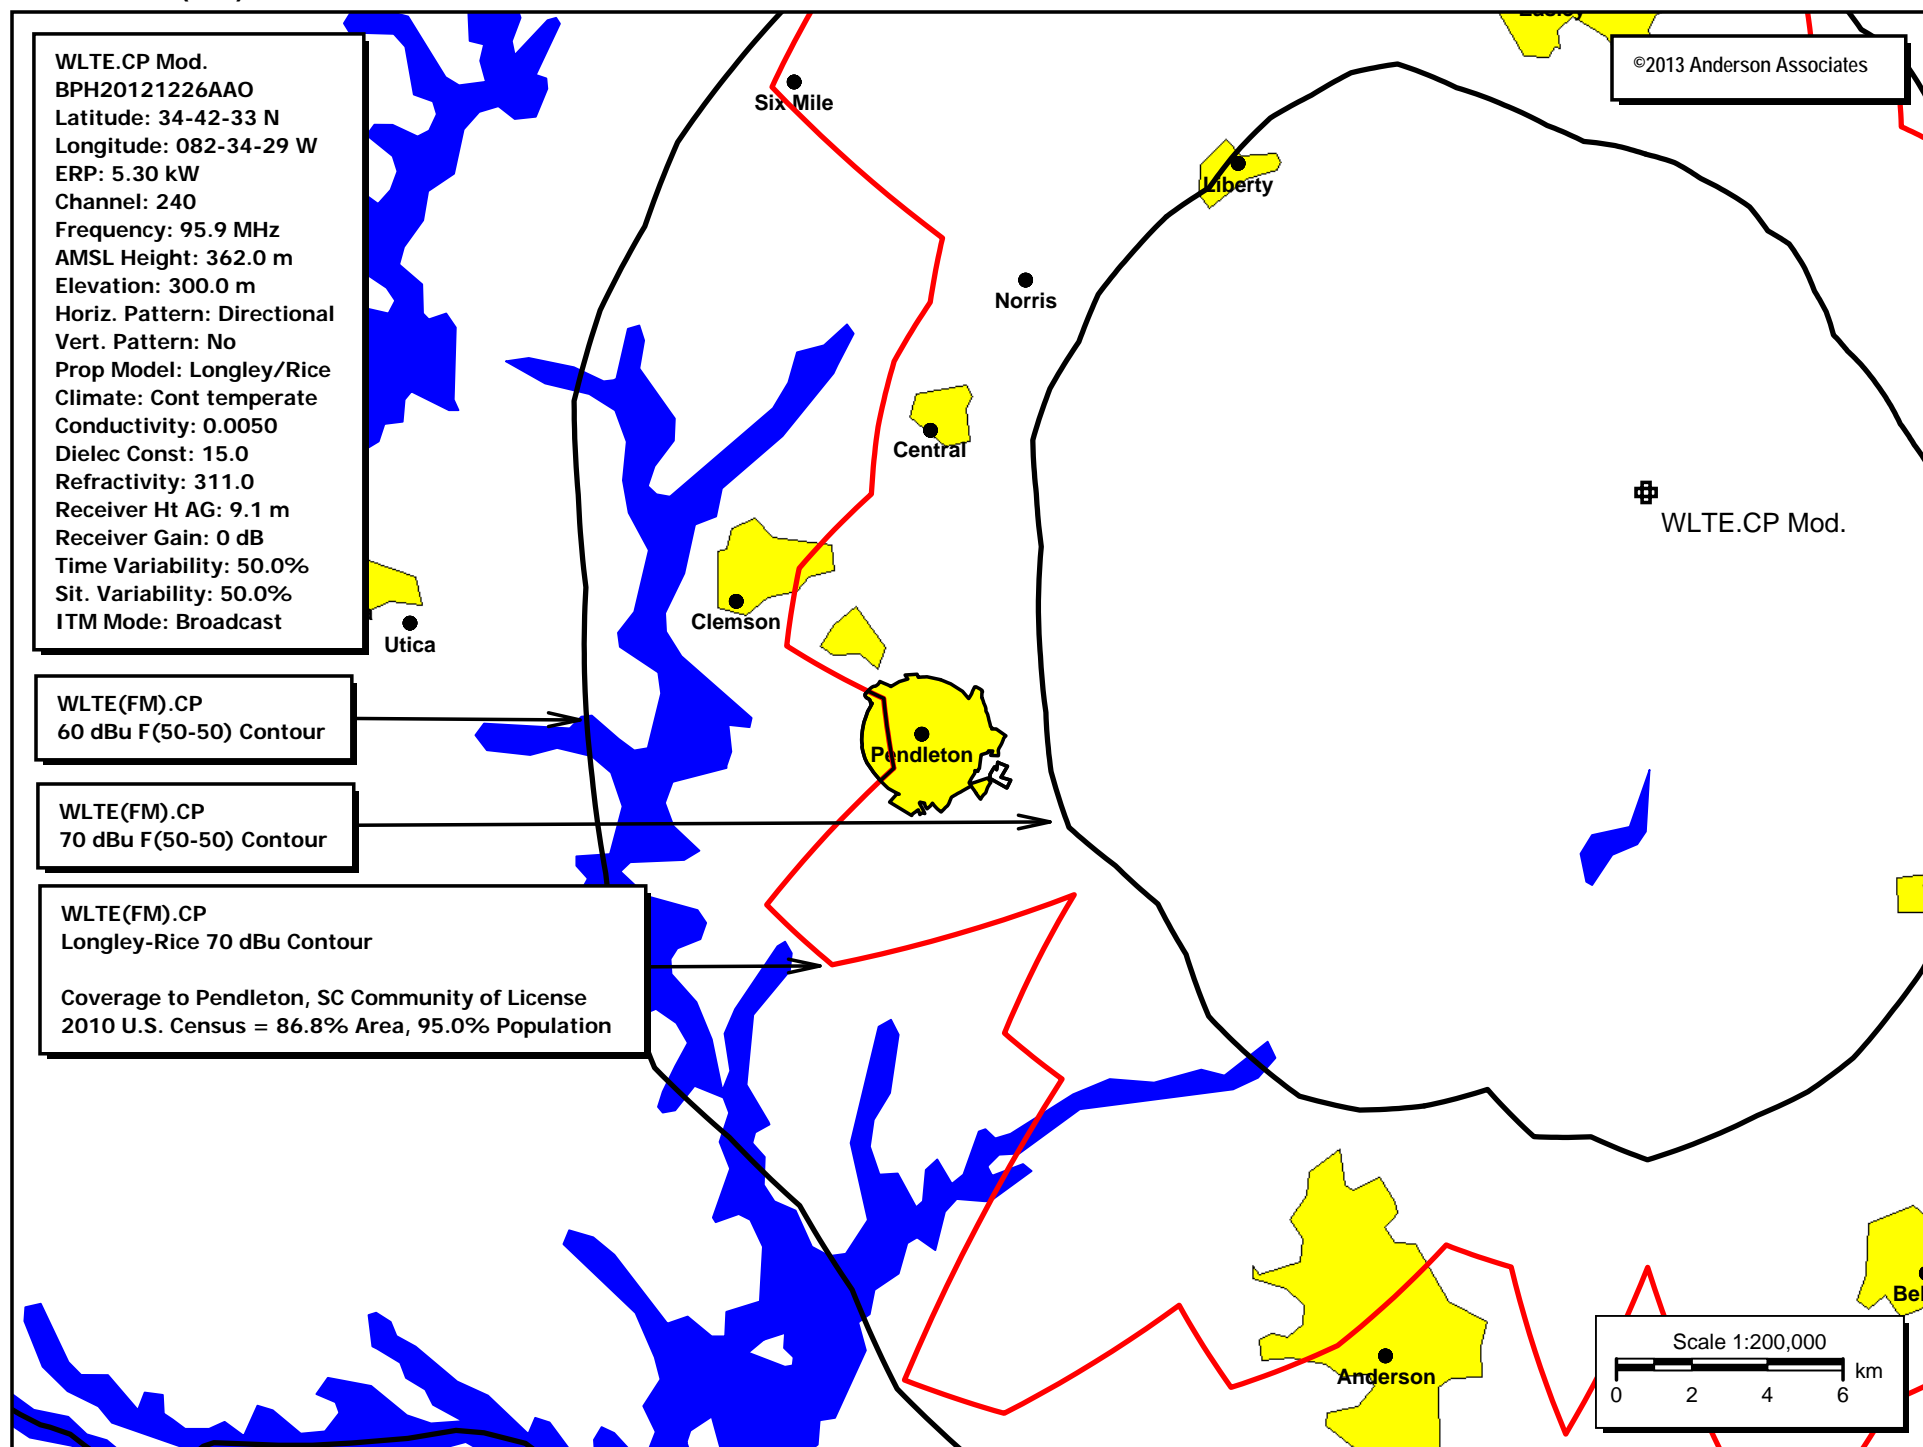 WLTE.CP Mod.
BPH20121226AAO
Latitude: 34-42-33 N
Longitude: 082-34-29 W
ERP: 5.30 kW
Channel: 240
Frequency: 95.9 MHz
AMSL Height: 362.0 m
Elevation: 300.0 m
Horiz. Pattern: Directional
Vert. Pattern: No
Prop Model: Longley/Rice
Climate: Cont temperate
Conductivity: 0.0050
Dielec Const: 15.0
Refractivity: 311.0
Receiver Ht AG: 9.1 m
Receiver Gain: 0 dB
Time Variability: 50.0%
Sit. Variability: 50.0%
ITM Mode: Broadcast
©2013 Anderson Associates
Six Mile
Liberty
Norris
Central
WLTE.CP Mod.
Clemson
Utica
Pendleton
WLTE(FM).CP
60 dBu F(50-50) Contour
WLTE(FM).CP
70 dBu F(50-50) Contour
WLTE(FM).CP
Longley-Rice 70 dBu Contour
Coverage to Pendleton, SC Community of License
2010 U.S. Census = 86.8% Area, 95.0% Population
Anderson
Bel
Scale 1:200,000
km
0 2 4 6